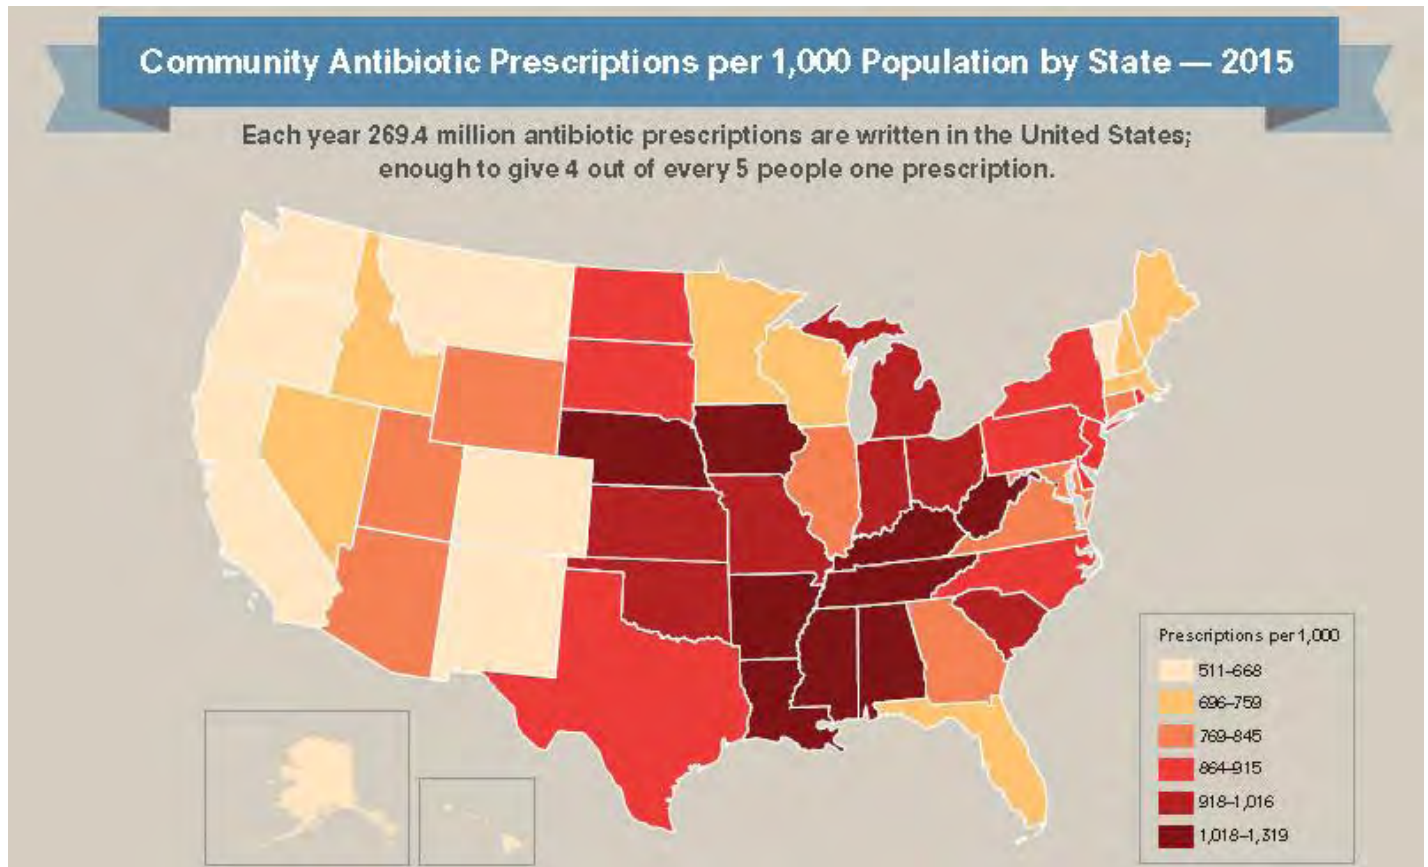 Community Antibiotic Prescriptions per 1,000 Population by State — 2015
Each year 269.4 million antibiotic prescriptions are written in the United States;
enough to give 4 out of every 5 people one prescription.
Prescriptions per 1,000
511–668
696–759
769–845
864–915
918–1,016
1,018–1,319